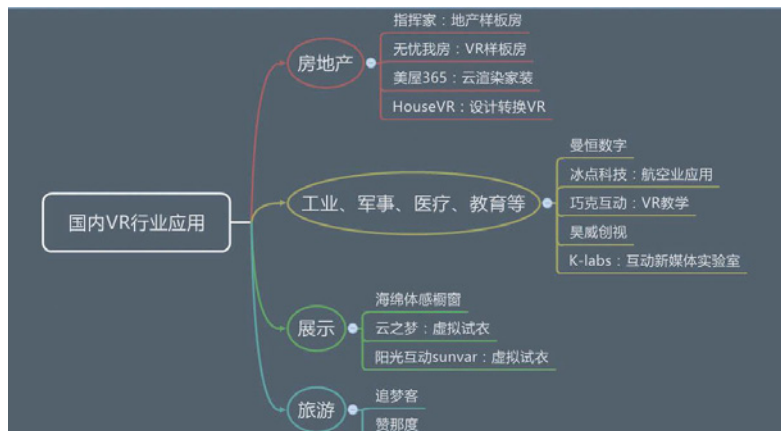 国内VR行业应用
房地产
指挥家：地产样板房
无忧我房：VR样板房
美屋365：云渲染家装
HouseVR：设计转换VR
工业、军事、医疗、教育等
曼恒数字
冰点科技：航空业应用
巧克互动：VR教学
昊威创视
K-labs：互动新媒体实验室
展示
海绵体感橱窗
云之梦：虚拟试衣
阳光互动sunvar：虚拟试衣
旅游
追梦客
赞那度